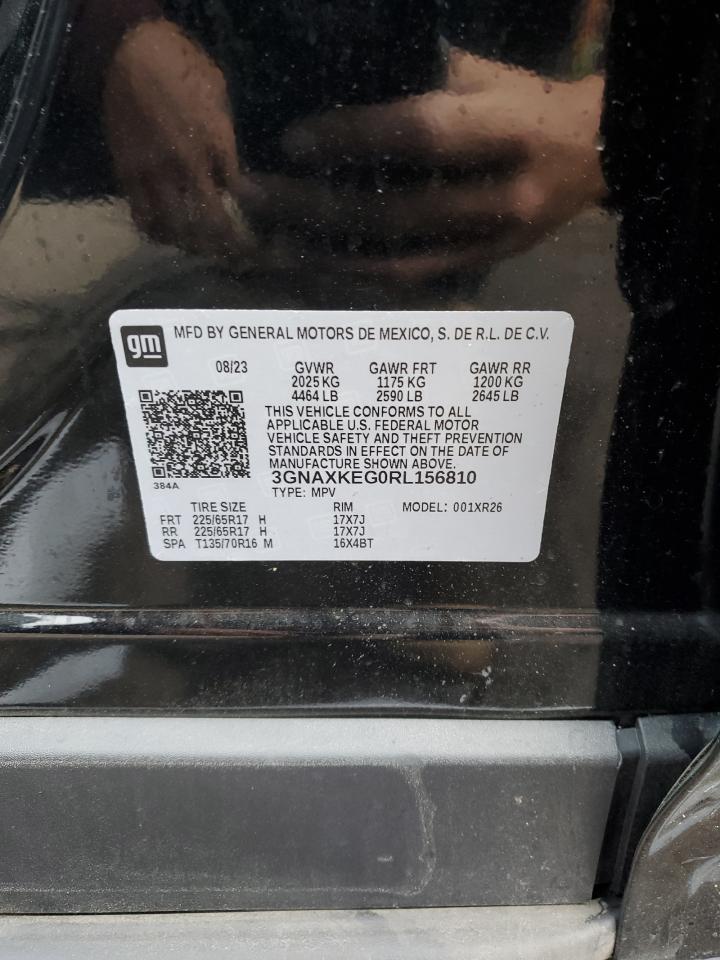 gm
MFD BY GENERAL MOTORS DE MEXICO, S. DE R.L. DE C.V.
08/23 GVWR GAWR FRT GAWR RR
2025 KG 1175 KG 1200 KG
4464 LB 2590 LB 2645 LB
THIS VEHICLE CONFORMS TO ALL
APPLICABLE U.S. FEDERAL MOTOR
VEHICLE SAFETY AND THEFT PREVENTION
STANDARDS IN EFFECT ON THE DATE OF
MANUFACTURE SHOWN ABOVE.
3GNAXKEG0RL156810
384A
TYPE: MPV
TIRE SIZE RIM MODEL: 001XR26
FRT 225/65R17 H 17X7J
RR 225/65R17 H 17X7J
SPA T135/70R16 M 16X4BT